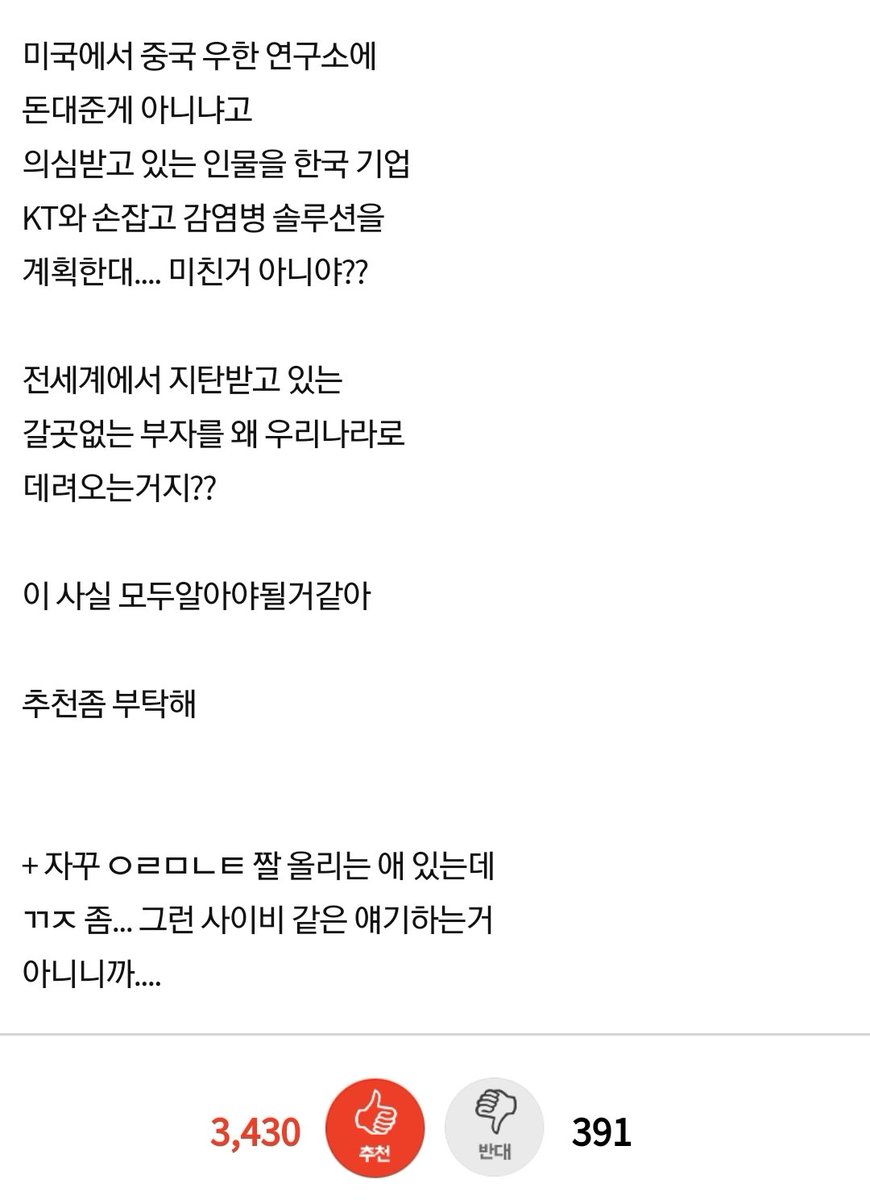 미국에서 중국 우한 연구소에
돈대준게 아니냐고
의심받고 있는 인물을 한국 기업
KT와 손잡고 감염병 솔루션을
계획한대.... 미친거 아니야??
전세계에서 지탄받고 있는
갈곳없는 부자를 왜 우리나라로
데려오는거지??
이 사실 모두알아야될거같아
추천좀 부탁해
+ 자꾸 ㅇㄹㅁㄴㅌ 짤 올리는 애 있는데
ㄲㅈ 좀... 그런 사이비 같은 얘기하는거
아니니까....
3,430 추천 반대 391